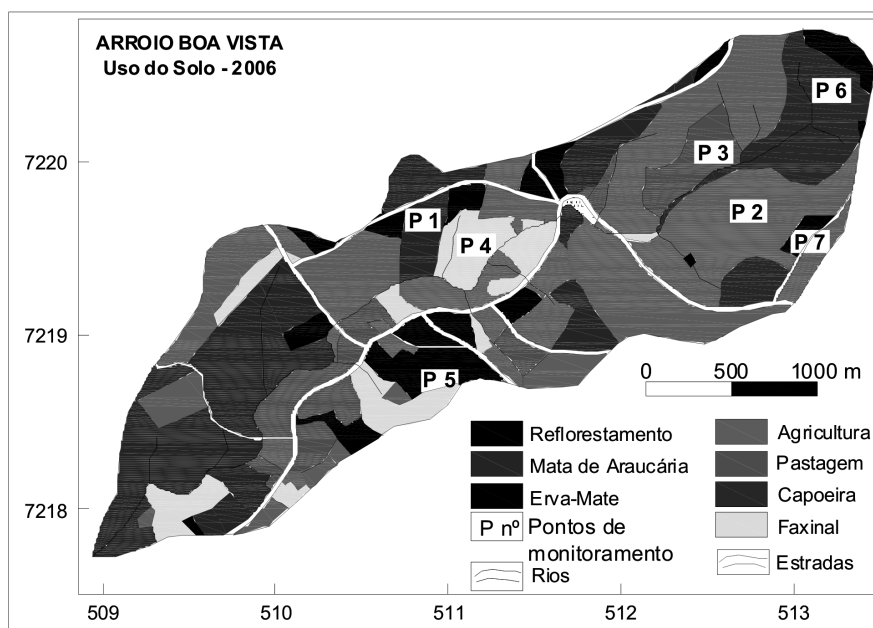 ARROIO BOA VISTA
Uso do Solo - 2006
P 6
7220
P 3
P 1
P 2
P 4
P 7
7219
0 500 1000 m
P 5
Reflorestamento
Agricultura
Mata de Araucária
Pastagem
7218
Erva-Mate
Capoeira
P nº Pontos de
monitoramento
Faxinal
Rios
Estradas
509 510 511 512 513